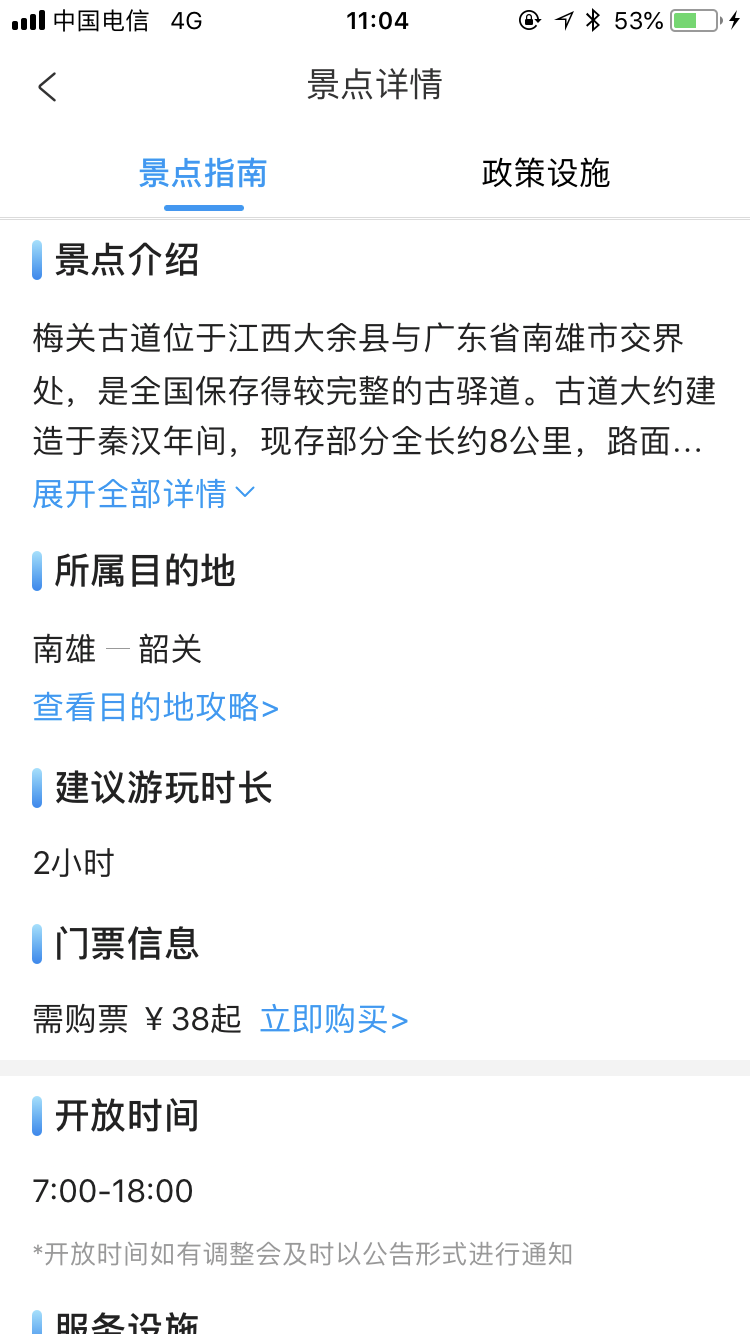 中国电信 4G 11:04 53%
景点详情
景点指南 政策设施
景点介绍
梅关古道位于江西大余县与广东省南雄市交界
处，是全国保存得较完整的古驿道。古道大约建
造于秦汉年间，现存部分全长约8公里，路面...
展开全部详情
所属目的地
南雄 — 韶关
查看目的地攻略>
建议游玩时长
2小时
门票信息
需购票 ￥38起 立即购买>
开放时间
7:00-18:00
*开放时间如有调整会及时以公告形式进行通知
服务设施